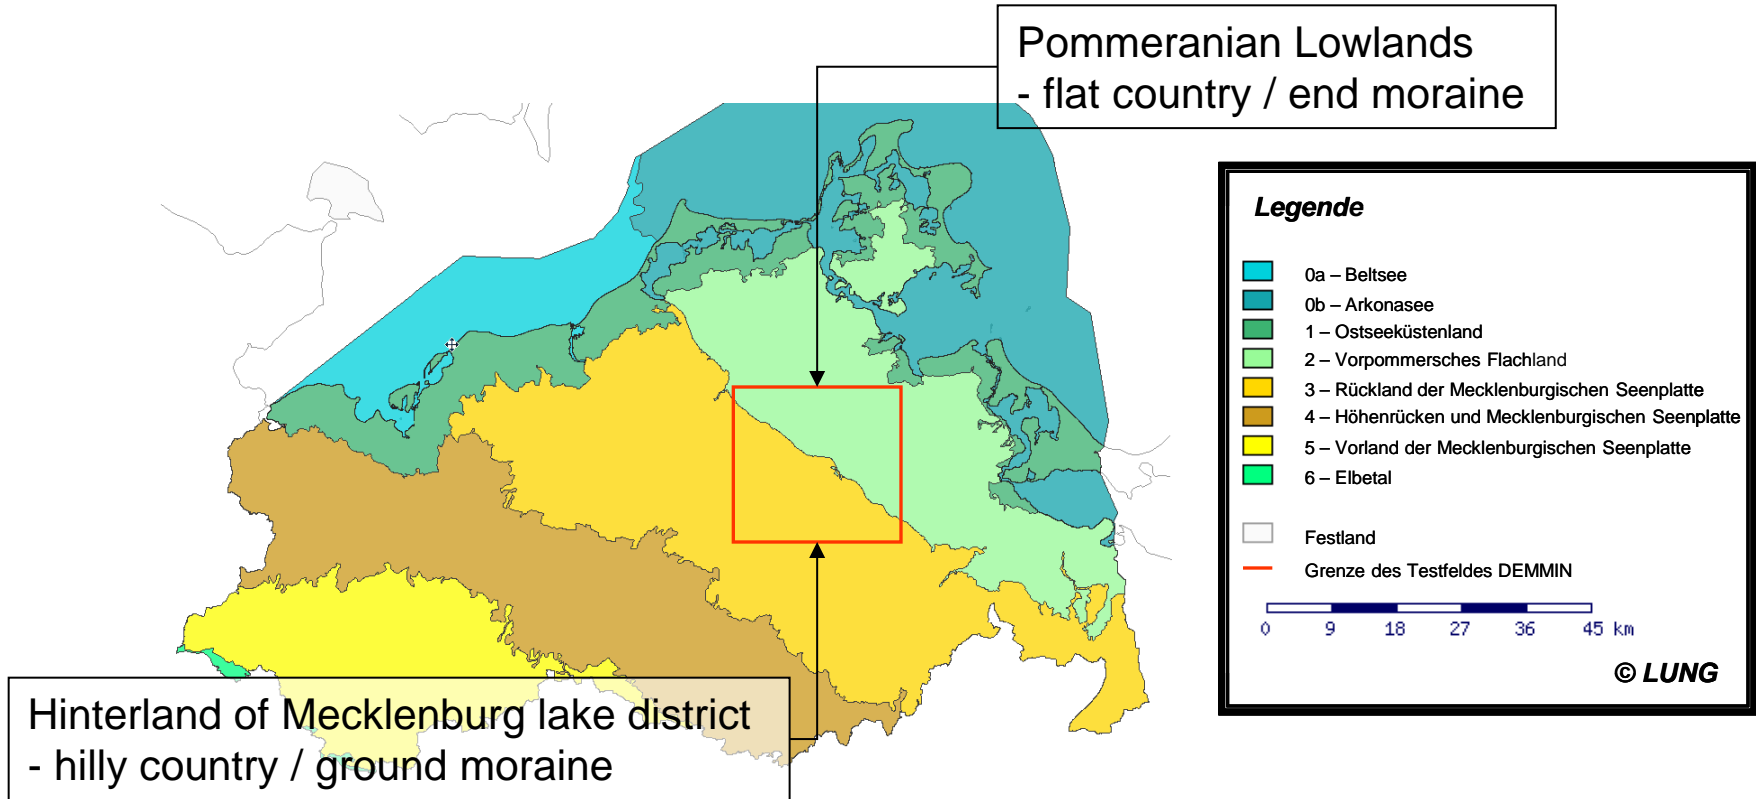 Pommeranian Lowlands
- flat country / end moraine
Legende
0a – Beltsee
0b – Arkonasee
1 – Ostseeküstenland
2 – Vorpommersches Flachland
3 – Rückland der Mecklenburgischen Seenplatte
4 – Höhenrücken und Mecklenburgischen Seenplatte
5 – Vorland der Mecklenburgischen Seenplatte
6 – Elbetal
Festland
Grenze des Testfeldes DEMMIN
0 9 18 27 36 45 km
© LUNG
Hinterland of Mecklenburg lake district
- hilly country / ground moraine